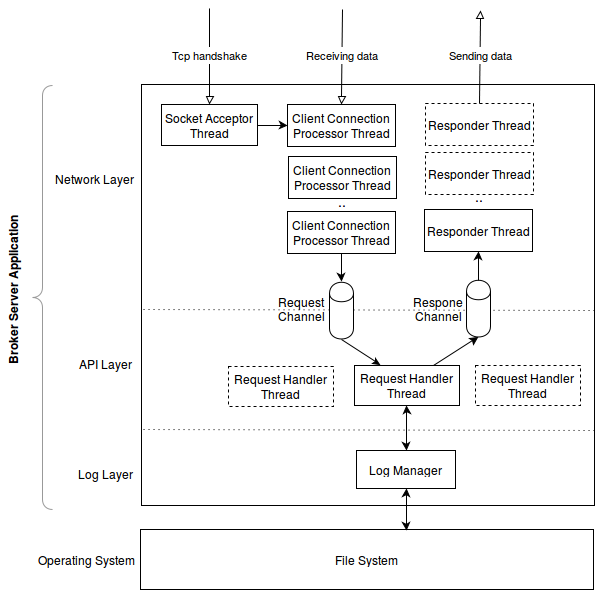 Tcp handshake
Receiving data
Sending data
Socket Acceptor
Thread
Client Connection
Processor Thread
Responder Thread
Client Connection
Processor Thread
Responder Thread
Network Layer
..
..
Client Connection
Processor Thread
Responder Thread
Broker Server Application
Request
Channel
Respone
Channel
API Layer
Request Handler
Thread
Request Handler
Thread
Request Handler
Thread
Log Layer
Log Manager
Operating System
File System